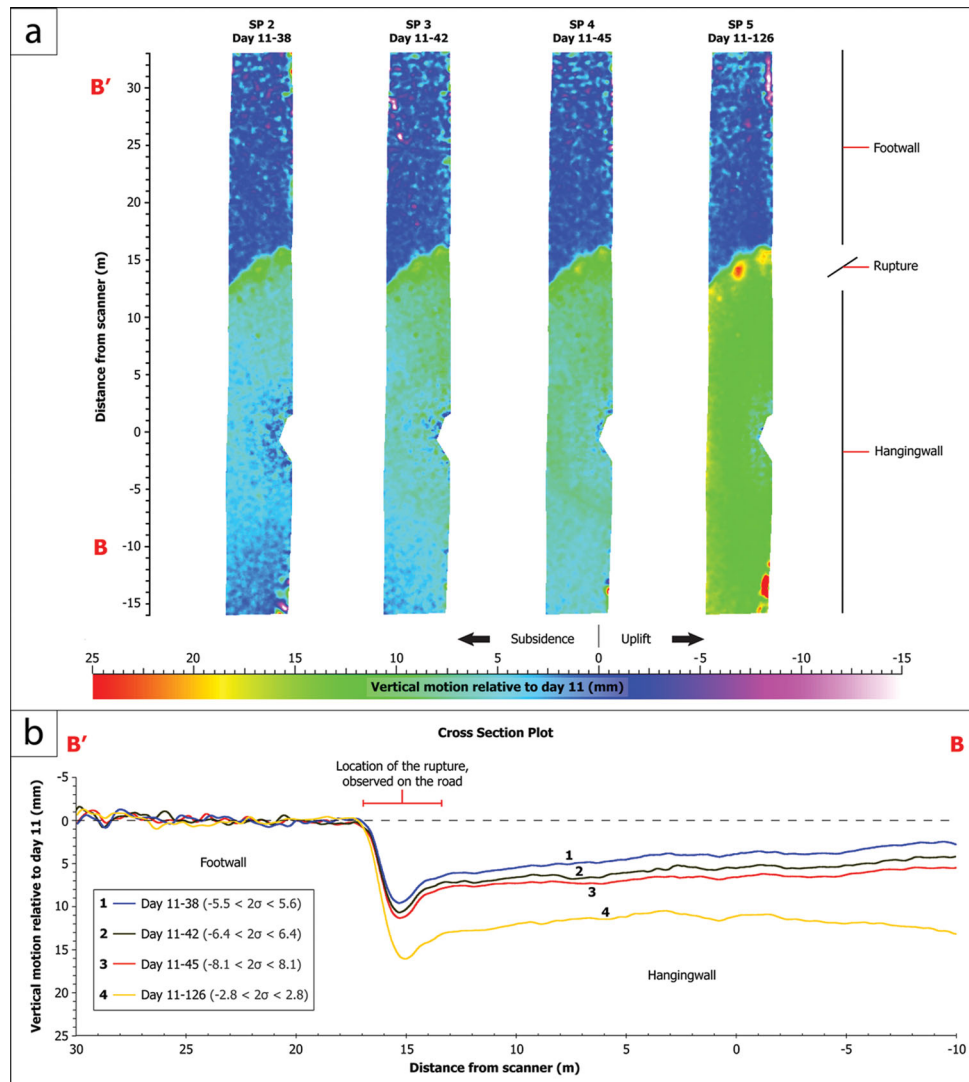 a
SP 2
Day 11-38
SP 3
Day 11-42
SP 4
Day 11-45
SP 5
Day 11-126
B'
B
Distance from scanner (m)
30
25
20
15
10
5
0
-5
-10
-15
Footwall
Rupture
Hangingwall
Subsidence
Uplift
25 20 15 10 5 0 -5 -10 -15
Vertical motion relative to day 11 (mm)
b
B'
Cross Section Plot
B
Location of the rupture,
observed on the road
Vertical motion relative to day 11 (mm)
-5
0
5
10
15
20
25
Footwall
1
2
3
4
Hangingwall
1 Day 11-38 (-5.5 < 2σ < 5.6)
2 Day 11-42 (-6.4 < 2σ < 6.4)
3 Day 11-45 (-8.1 < 2σ < 8.1)
4 Day 11-126 (-2.8 < 2σ < 2.8)
30 25 20 15 10 5 0 -5 -10
Distance from scanner (m)